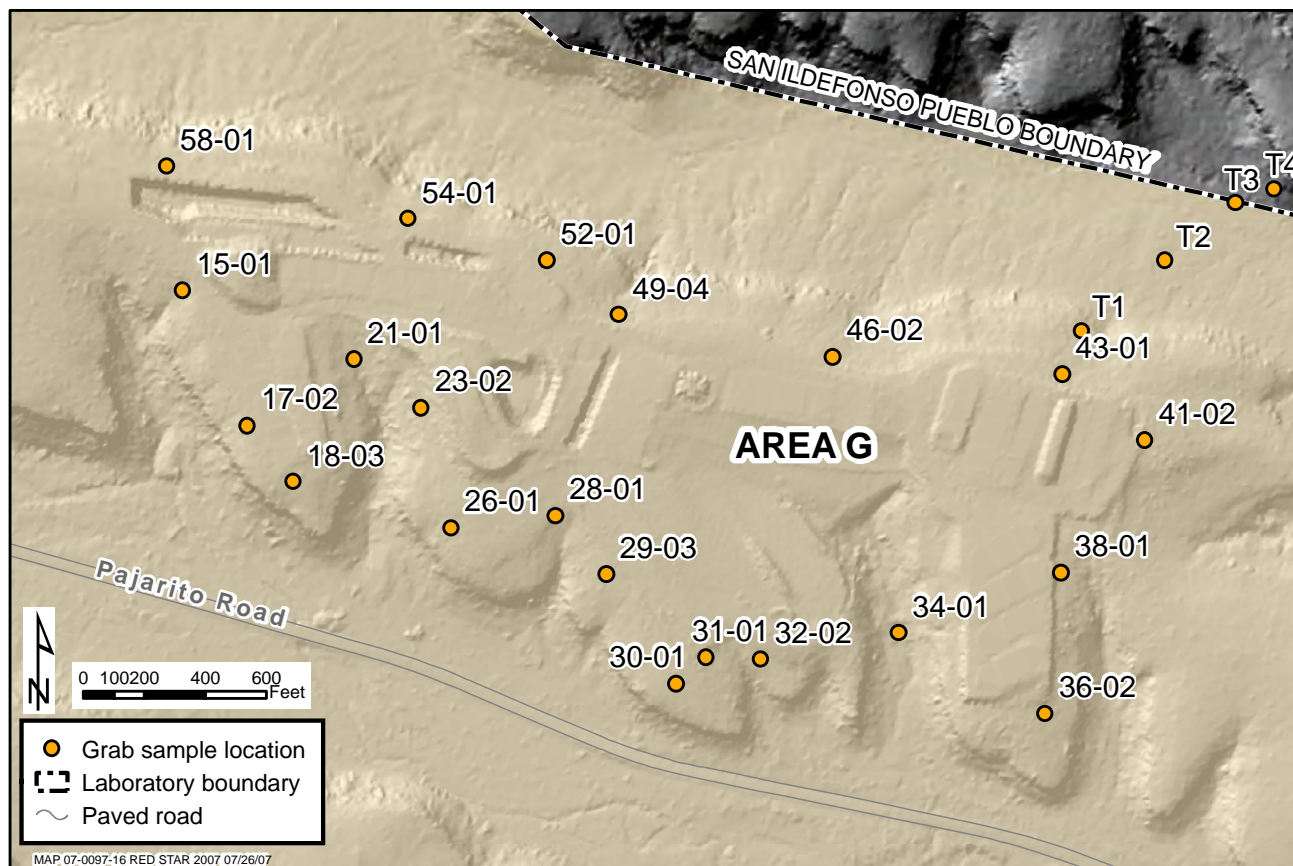 SAN ILDEFONSO PUEBLO BOUNDARY
58-01
T4
T3
54-01
52-01
T2
15-01
49-04
T1
21-01
46-02
43-01
23-02
17-02
41-02
AREA G
18-03
28-01
26-01
29-03
38-01
Pajarito Road
34-01
31-01
32-02
30-01
36-02
N
0 100200 400 600
Feet
Grab sample location
Laboratory boundary
Paved road
MAP 07-0097-16 RED STAR 2007 07/26/07